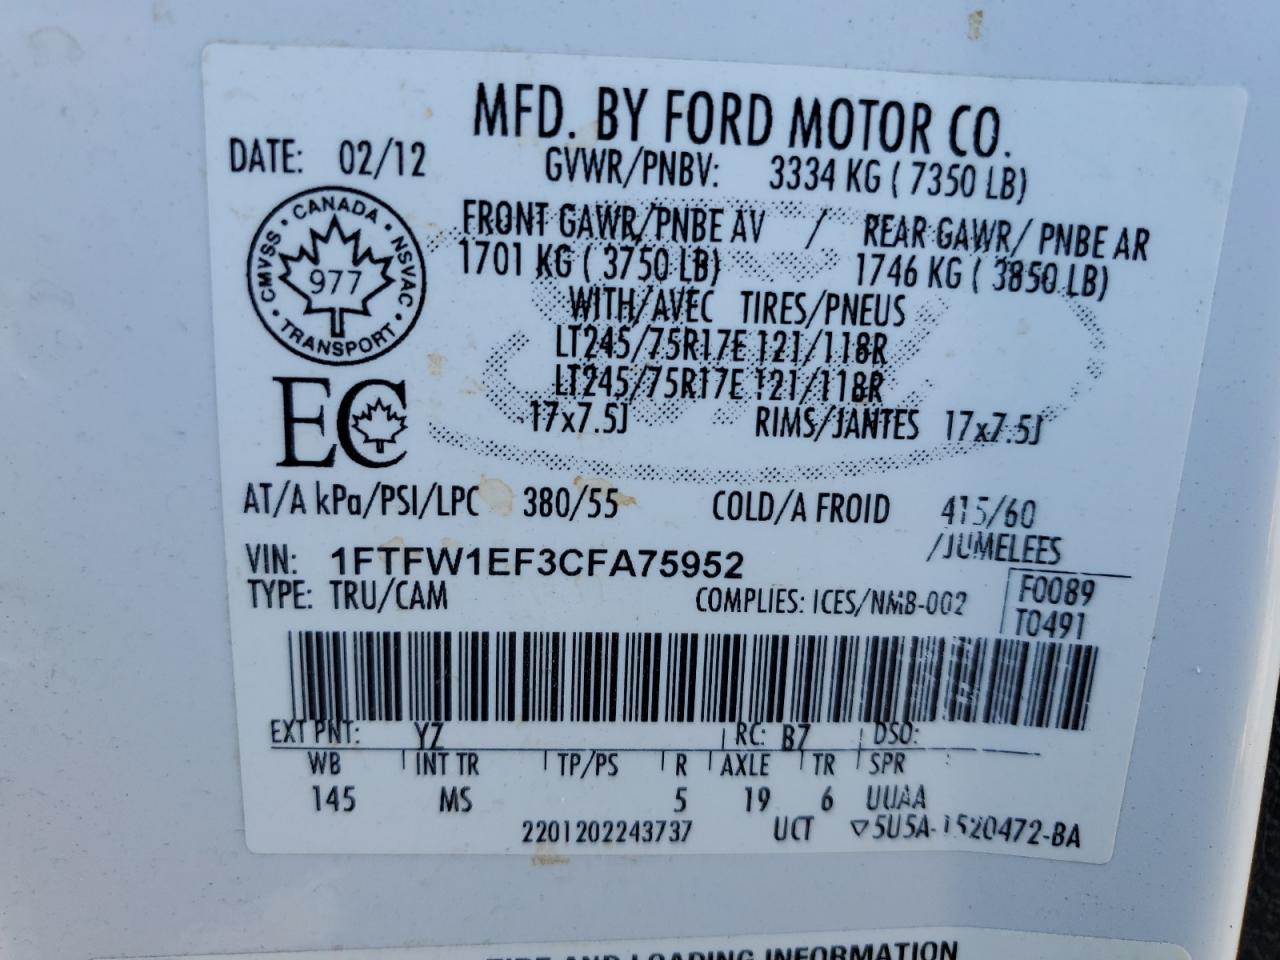 MFD. BY FORD MOTOR CO.
DATE: 02/12 GVWR/PNBV: 3334 KG ( 7350 LB)
CANADA
CMVSS NSVAC
977
TRANSPORT
FRONT GAWR/PNBE AV / REAR GAWR/ PNBE AR
1701 KG ( 3750 LB) 1746 KG ( 3850 LB)
WITH/AVEC TIRES/PNEUS
LT245/75R17E 121/118R
LT245/75R17E 121/118R
17x7.5J RIMS/JANTES 17x7.5J
EC
AT/A kPa/PSI/LPC 380/55 COLD/A FROID 415/60
/JUMELEES
VIN: 1FTFW1EF3CFA75952
TYPE: TRU/CAM COMPLIES: ICES/NMB-002
F0089
T0491
EXT PNT: YZ RC: B7 DSO:
WB INT TR TP/PS R AXLE TR SPR
145 MS 5 19 6 UUAA
2201202243737 UCT ▽5U5A-1520472-BA
TIRE AND LOADING INFORMATION